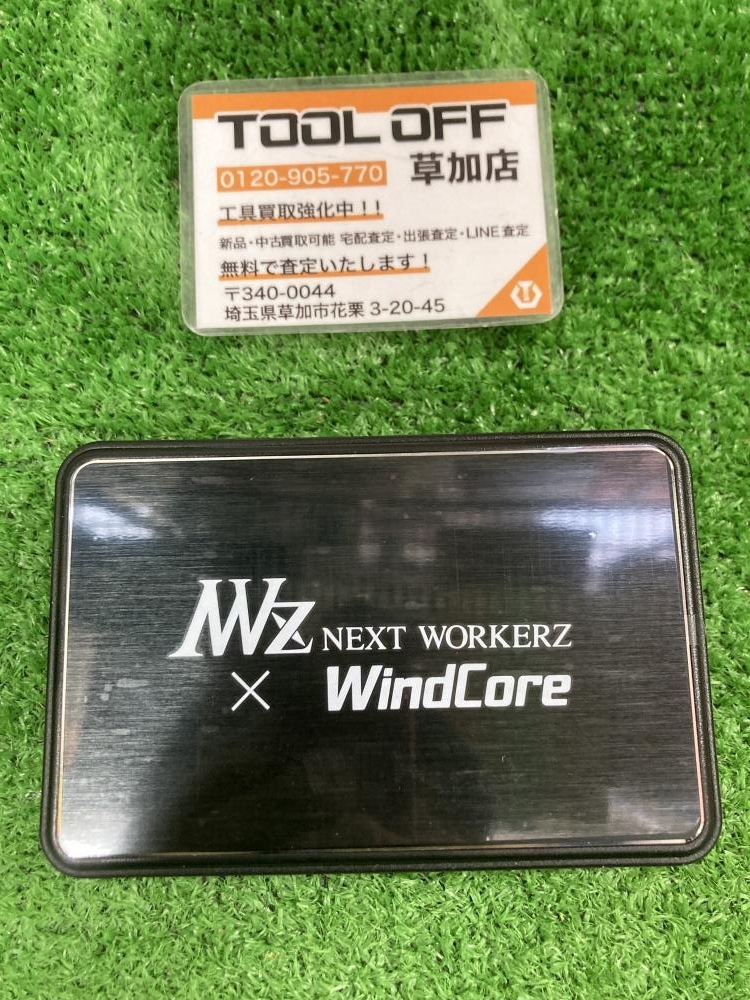 TOOL OFF
0120-905-770 草加店
工具買取強化中！！
新品・中古買取可能 宅配査定・出張査定・LINE査定
無料で査定いたします！
〒340-0044
埼玉県草加市花栗 3-20-45
NWZ NEXT WORKERZ
× WindCore